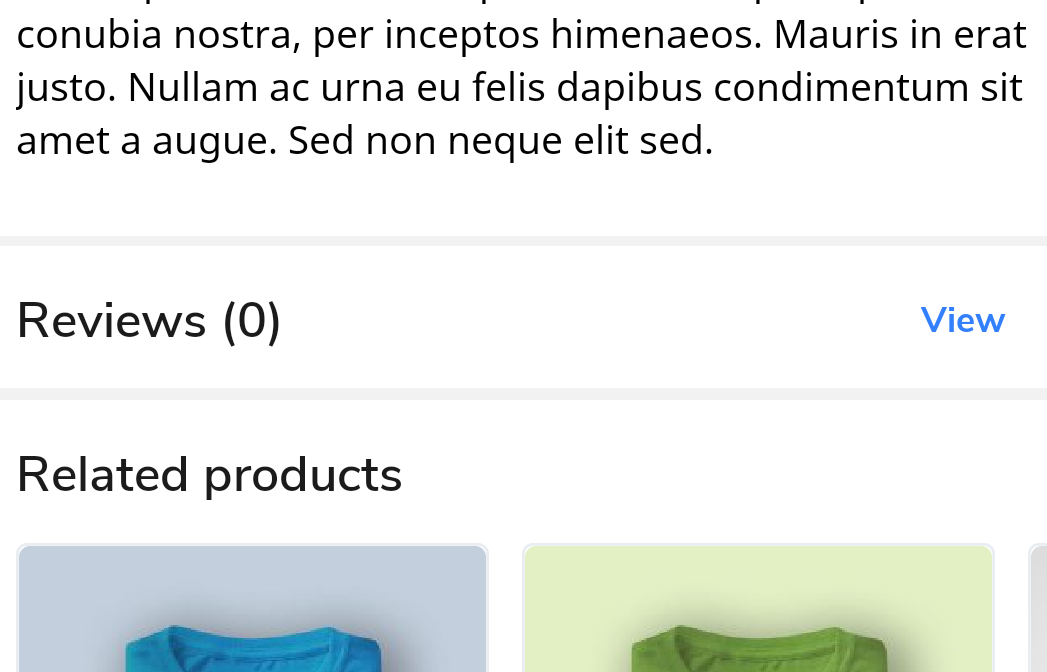 conubia nostra, per inceptos himenaeos. Mauris in erat
justo. Nullam ac urna eu felis dapibus condimentum sit
amet a augue. Sed non neque elit sed.
Reviews (0)
View
Related products